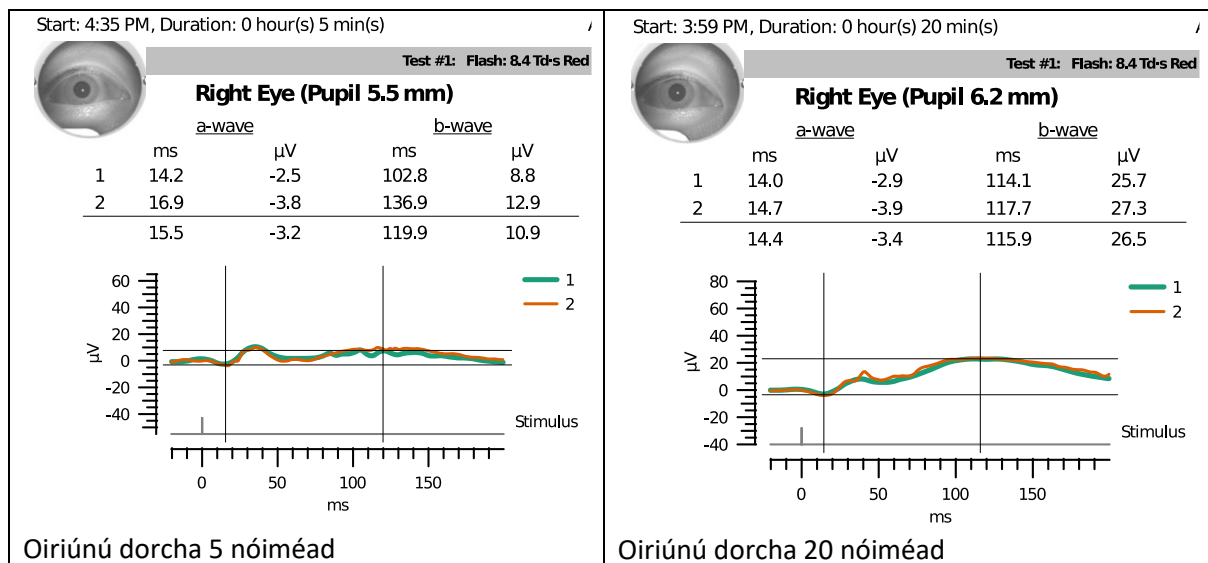 Start: 4:35 PM, Duration: 0 hour(s) 5 min(s)
Test #1: Flash: 8.4 Td·s Red
Right Eye (Pupil 5.5 mm)
a-wave b-wave
ms µV ms µV
1 14.2 -2.5 102.8 8.8
2 16.9 -3.8 136.9 12.9
15.5 -3.2 119.9 10.9
60
40
20
0
-20
-40
µV
1
2
Stimulus
0 50 100 150
ms
Oiriúnú dorcha 5 nóiméad
Start: 3:59 PM, Duration: 0 hour(s) 20 min(s)
Test #1: Flash: 8.4 Td·s Red
Right Eye (Pupil 6.2 mm)
a-wave b-wave
ms µV ms µV
1 14.0 -2.9 114.1 25.7
2 14.7 -3.9 117.7 27.3
14.4 -3.4 115.9 26.5
80
60
40
20
0
-20
-40
µV
1
2
Stimulus
0 50 100 150
ms
Oiriúnú dorcha 20 nóiméad